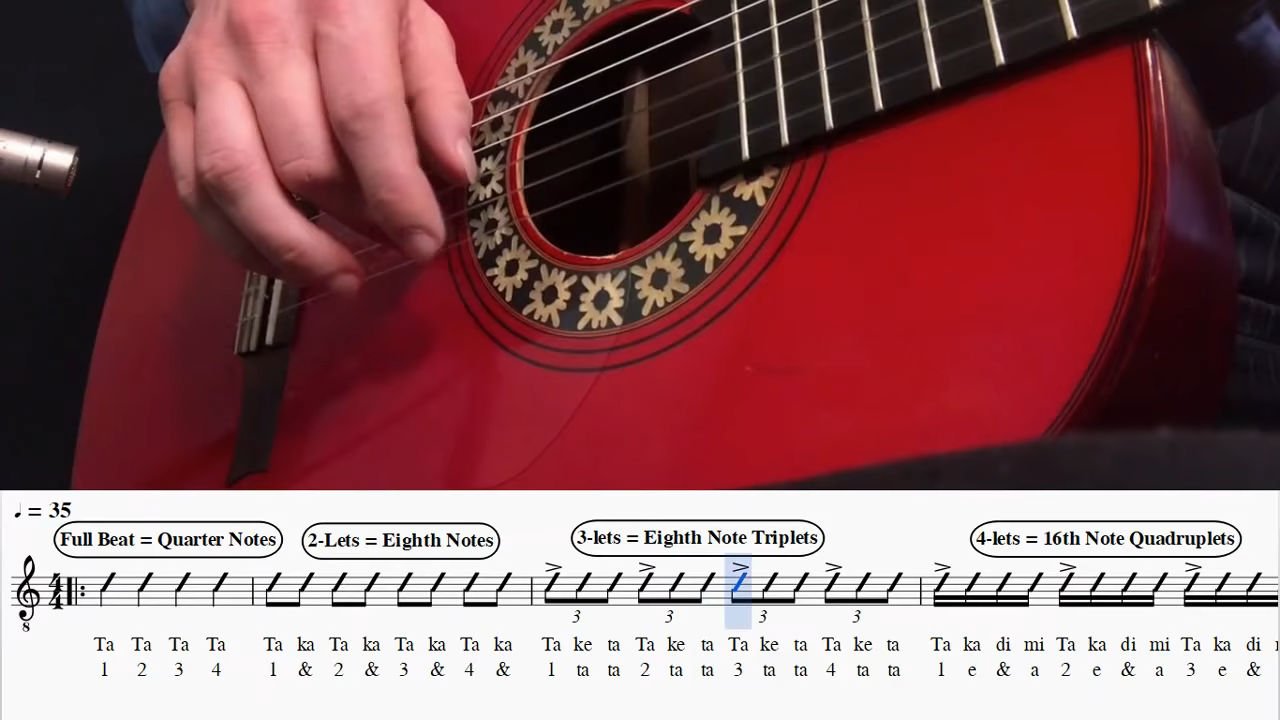 ♩ = 35
Full Beat = Quarter Notes 2-Lets = Eighth Notes 3-lets = Eighth Note Triplets 4-lets = 16th Note Quadruplets
4
4
8
3 3 3 3
Ta Ta Ta Ta Ta ka Ta ka Ta ka Ta ka Ta ke ta Ta ke ta Ta ke ta Ta ke ta Ta ka di mi Ta ka di mi Ta ka di
1 2 3 4 1 & 2 & 3 & 4 & 1 ta ta 2 ta ta 3 ta ta 4 ta ta 1 e & a 2 e & a 3 e &